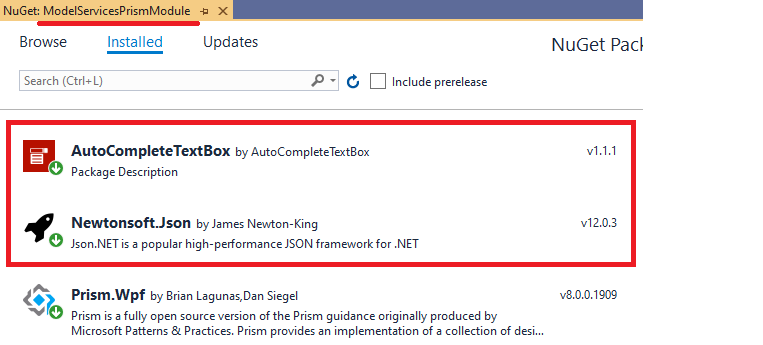 NuGet: ModelServicesPrismModule
Browse Installed Updates NuGet Pac
Search (Ctrl+L) Include prerelease
AutoCompleteTextBox by AutoCompleteTextBox v1.1.1
Package Description
Newtonsoft.Json by James Newton-King v12.0.3
Json.NET is a popular high-performance JSON framework for .NET
Prism.Wpf by Brian Lagunas,Dan Siegel v8.0.0.1909
Prism is a fully open source version of the Prism guidance originally produced by
Microsoft Patterns & Practices. Prism provides an implementation of a collection of desi...